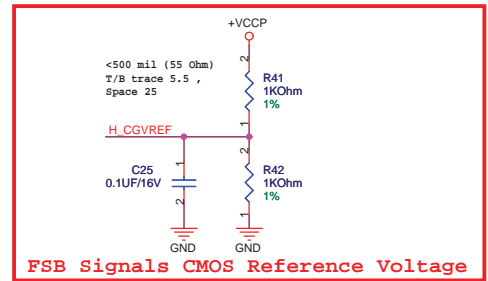 +VCCP
<500 mil (55 Ohm)
T/B trace 5.5 ,
Space 25
2
R41
1KOhm
1%
1
H_CGVREF
1
C25
0.1UF/16V
2
2
R42
1KOhm
1%
1
GND
GND
FSB Signals CMOS Reference Voltage